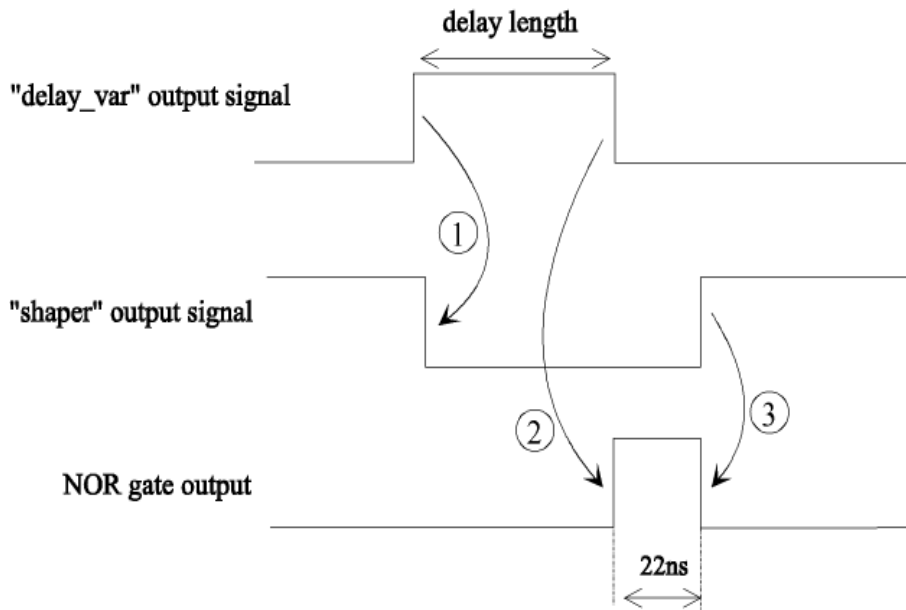 delay length
"delay_var" output signal
1
"shaper" output signal
2
3
NOR gate output
22ns